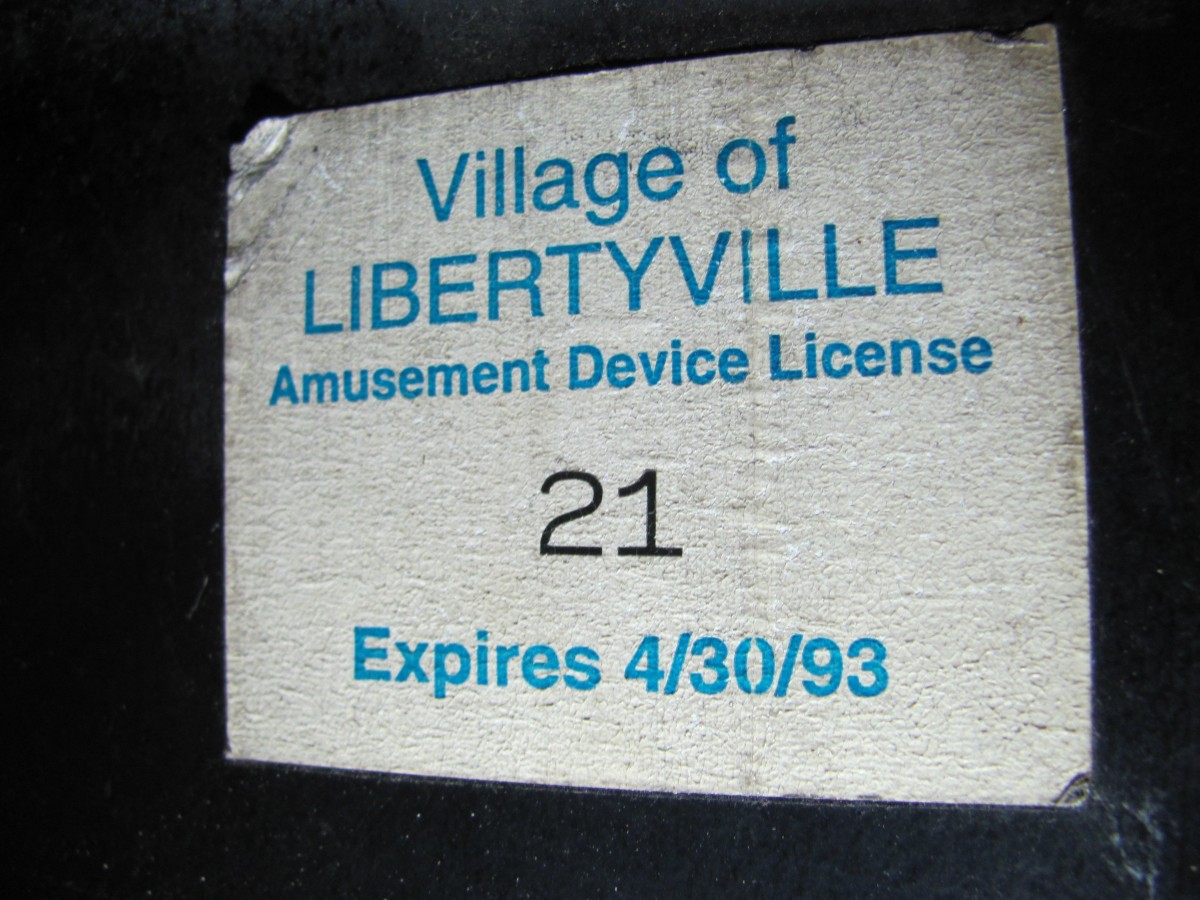 Village of
LIBERTYVILLE
Amusement Device License
21
Expires 4/30/93